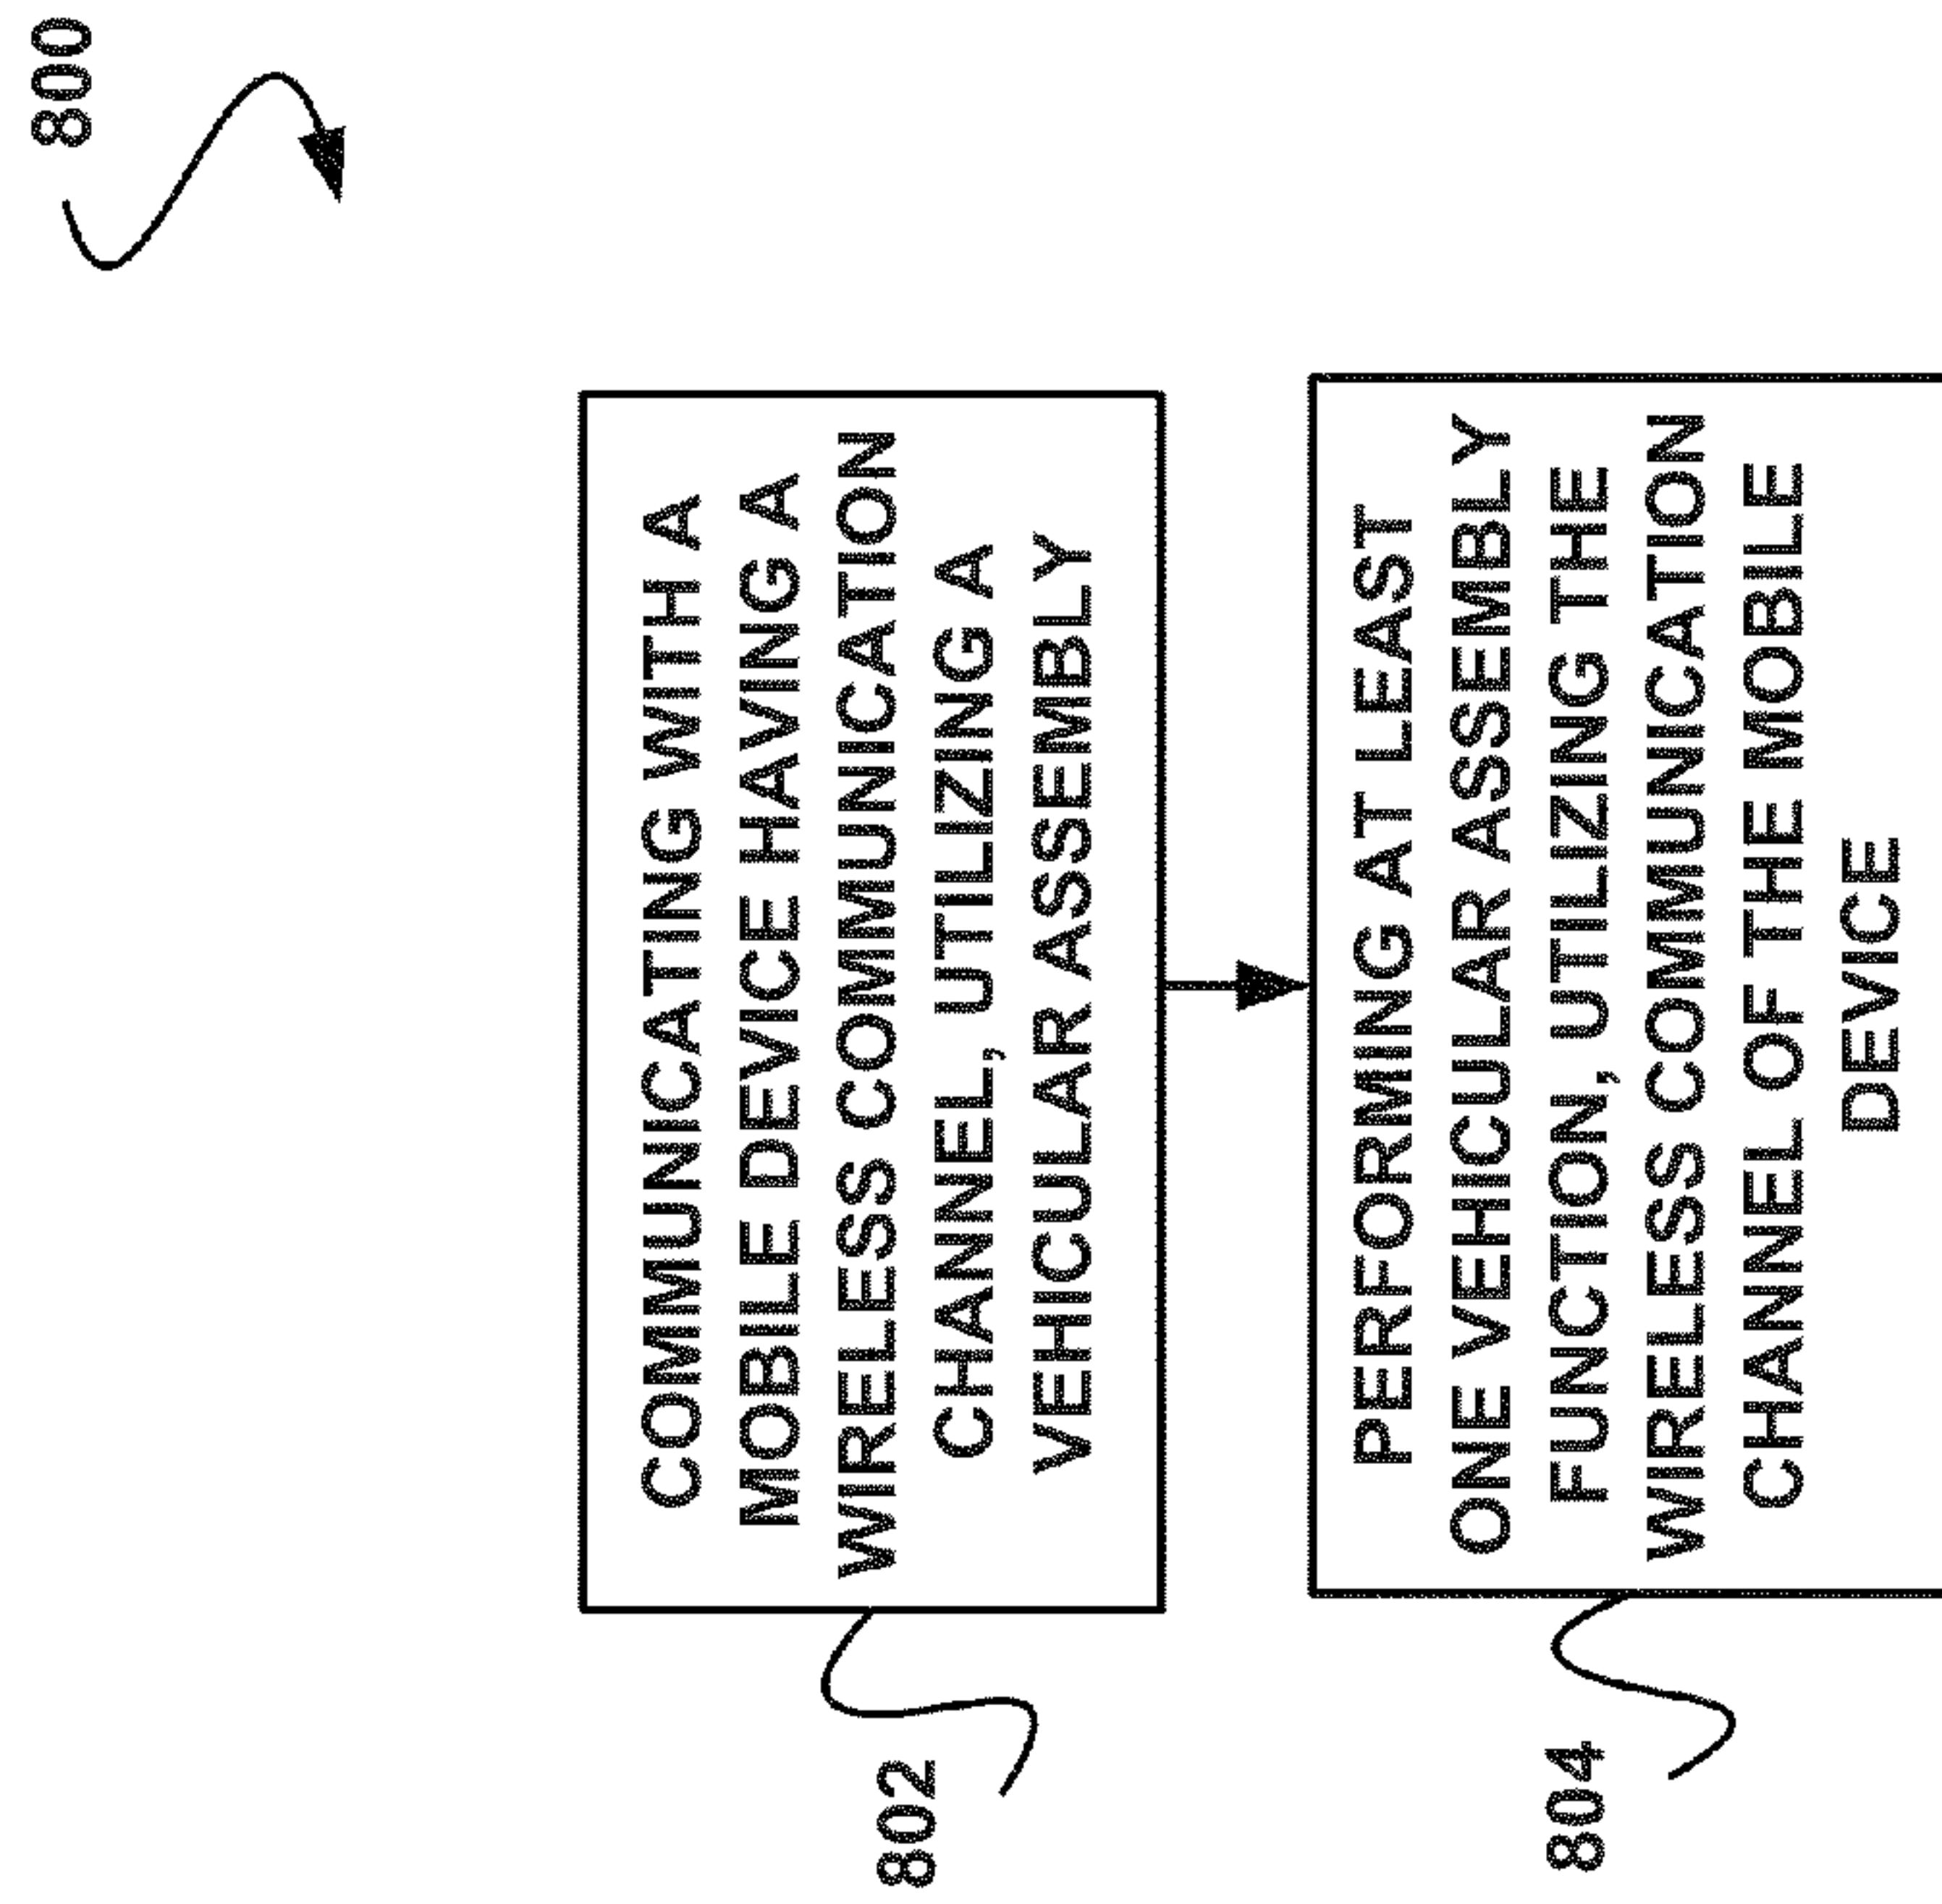 800
COMMUNICATING WITH A
MOBILE DEVICE HAVING A
WIRELESS COMMUNICATION
CHANNEL, UTILIZING A
VEHICULAR ASSEMBLY
802
PERFORMING AT LEAST
ONE VEHICULAR ASSEMBLY
FUNCTION, UTILIZING THE
WIRELESS COMMUNICATION
CHANNEL OF THE MOBILE
DEVICE
804